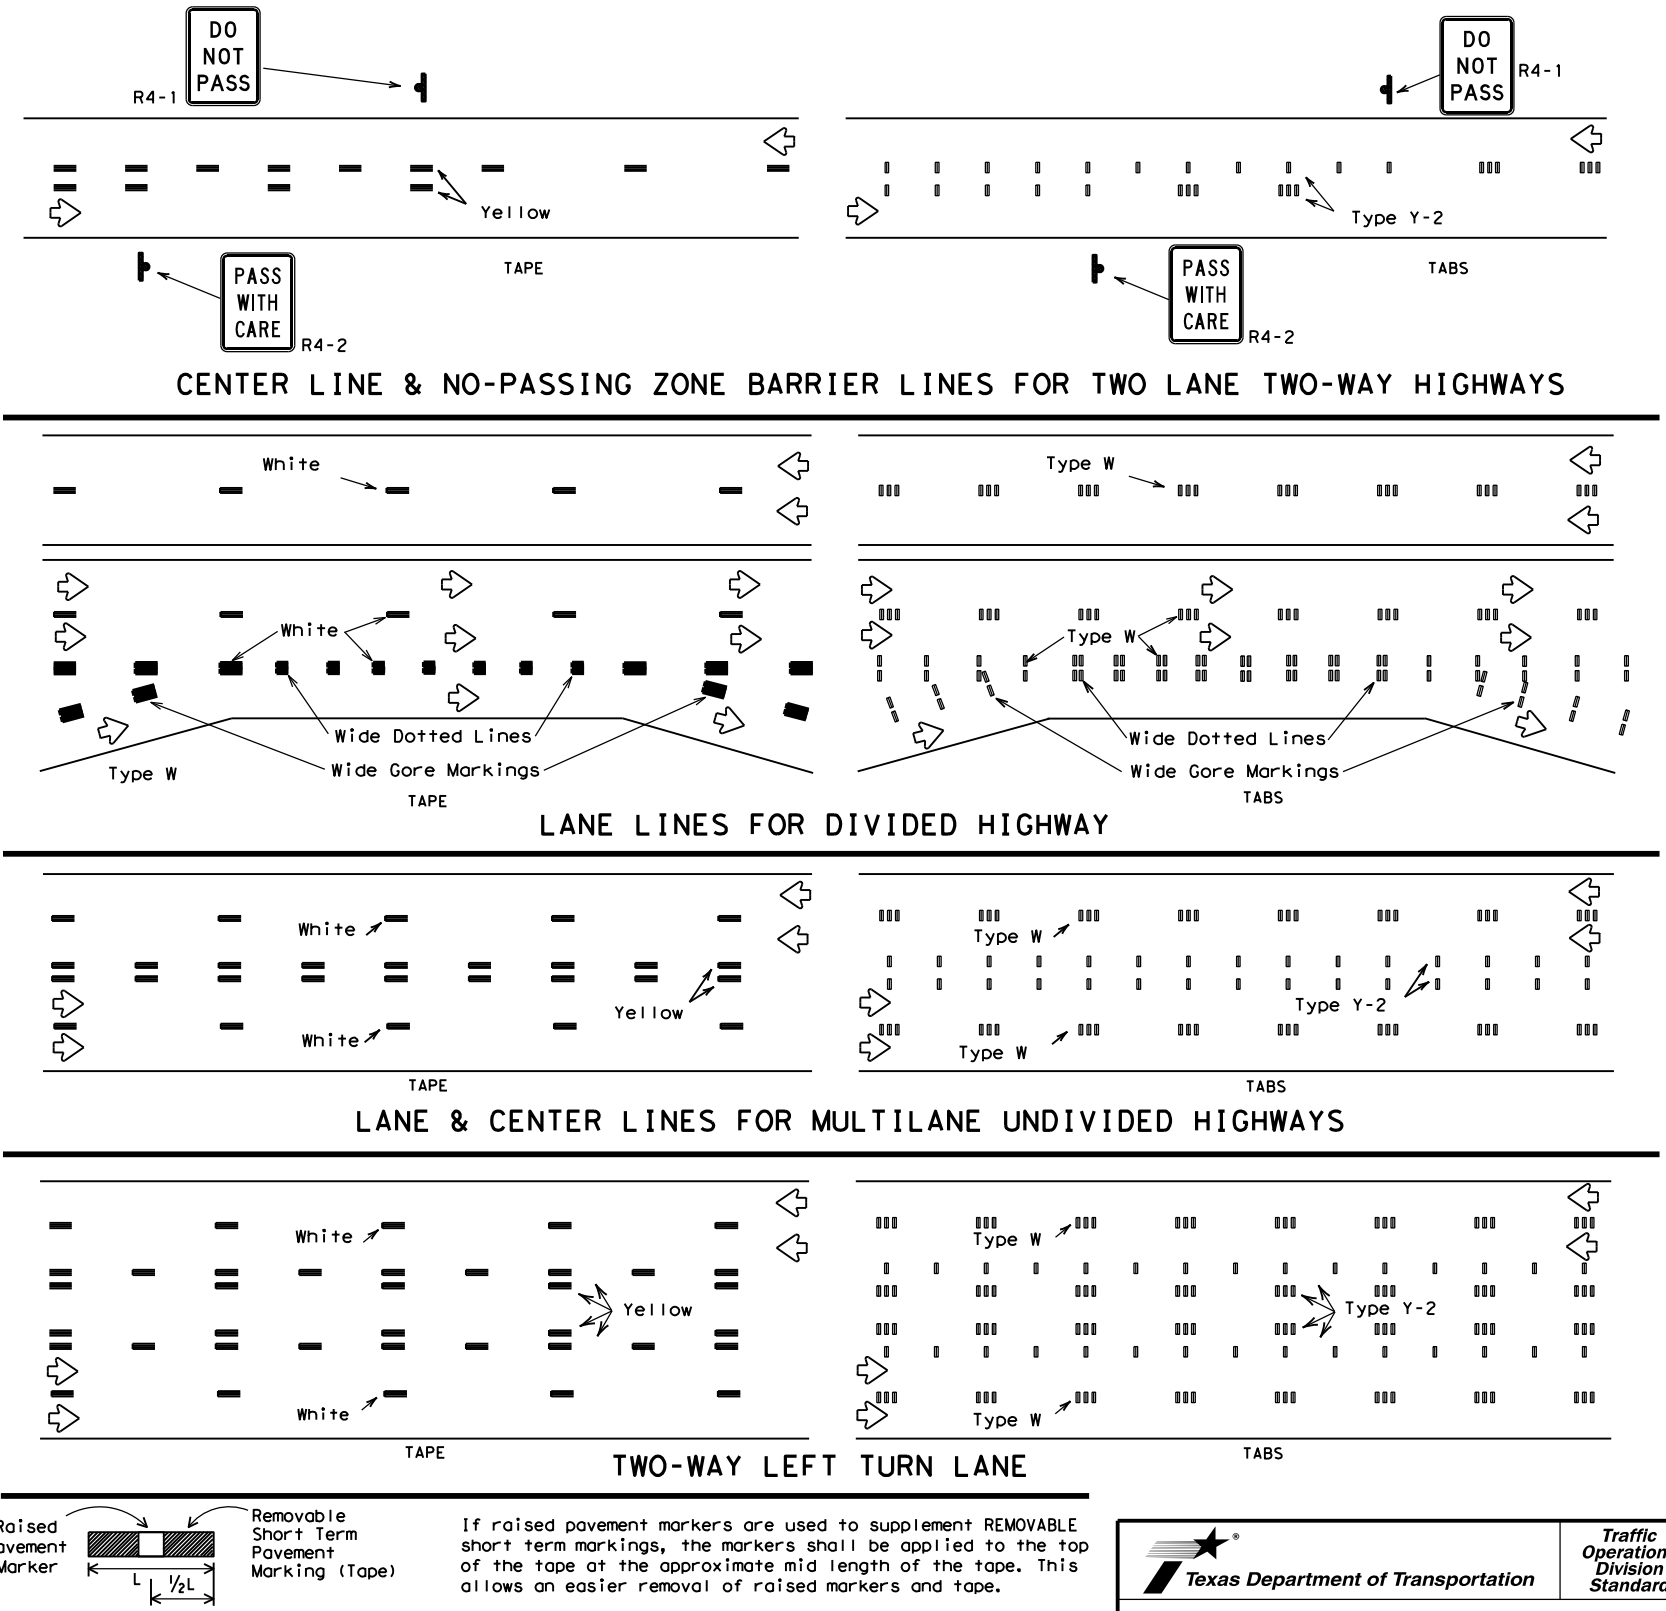 DO
NOT
PASS
R4-1
DO
NOT
PASS
R4-1
Yellow
Type Y-2
PASS
WITH
CARE
R4-2
TAPE
PASS
WITH
CARE
R4-2
TABS
CENTER LINE & NO-PASSING ZONE BARRIER LINES FOR TWO LANE TWO-WAY HIGHWAYS
White
Type W
White
Type W
Wide Dotted Lines
Wide Gore Markings
Type W
TAPE
Wide Dotted Lines
Wide Gore Markings
TABS
LANE LINES FOR DIVIDED HIGHWAY
White
Type W
Yellow
Type Y-2
White
Type W
TAPE
TABS
LANE & CENTER LINES FOR MULTILANE UNDIVIDED HIGHWAYS
White
Type W
Yellow
Type Y-2
White
Type W
TAPE
TABS
TWO-WAY LEFT TURN LANE
Raised
Pavement
Marker
Removable
Short Term
Pavement
Marking (Tape)
L
½L
If raised pavement markers are used to supplement REMOVABLE
short term markings, the markers shall be applied to the top
of the tape at the approximate mid length of the tape. This
allows an easier removal of raised markers and tape.
®
Texas Department of Transportation
Traffic
Operations
Division
Standard